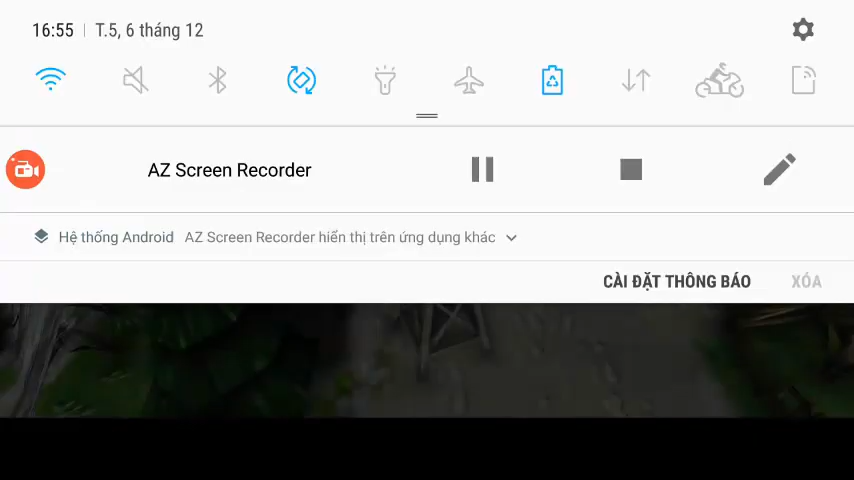 16:55 T.5, 6 tháng 12
AZ Screen Recorder
Hệ thống Android AZ Screen Recorder hiển thị trên ứng dụng khác
CÀI ĐẶT THÔNG BÁO XÓA